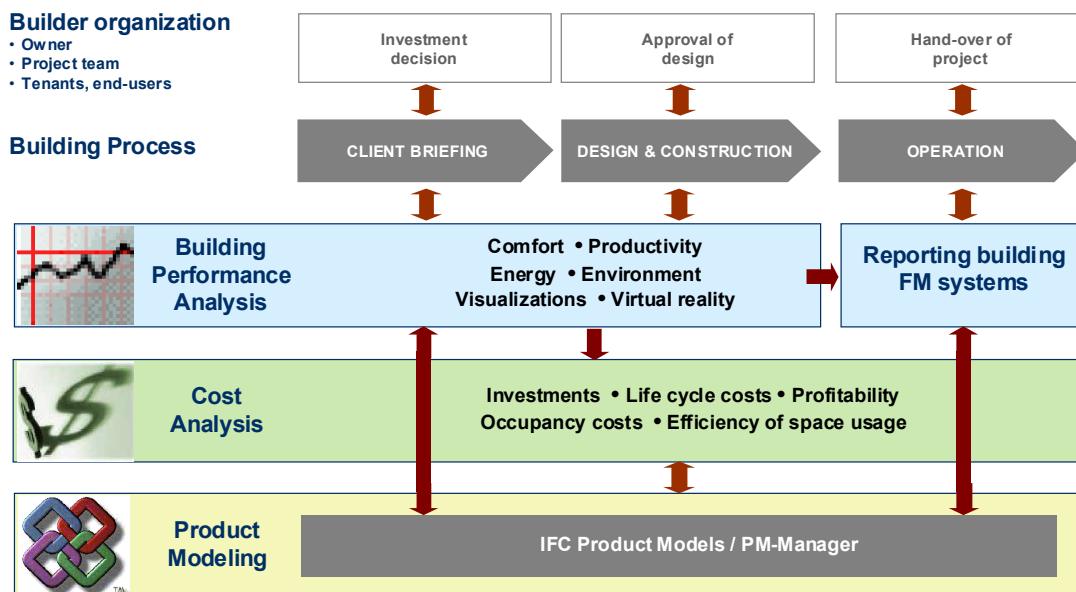 Builder organization
• Owner
• Project team
• Tenants, end-users
Investment
decision
Approval of
design
Hand-over of
project
Building Process
CLIENT BRIEFING
DESIGN & CONSTRUCTION
OPERATION
Building
Performance
Analysis
Comfort • Productivity
Energy • Environment
Visualizations • Virtual reality
Reporting building
FM systems
Cost
Analysis
Investments • Life cycle costs • Profitability
Occupancy costs • Efficiency of space usage
Product
Modeling
IFC Product Models / PM-Manager
TM